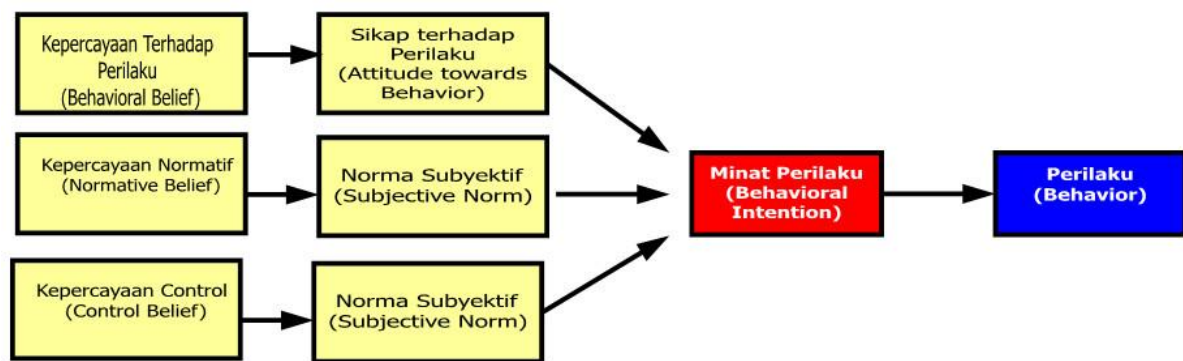 Kepercayaan Terhadap
Perilaku
(Behavioral Belief)
Sikap terhadap
Perilaku
(Attitude towards
Behavior)
Kepercayaan Normatif
(Normative Belief)
Norma Subyektif
(Subjective Norm)
Kepercayaan Control
(Control Belief)
Norma Subyektif
(Subjective Norm)
Minat Perilaku
(Behavioral
Intention)
Perilaku
(Behavior)